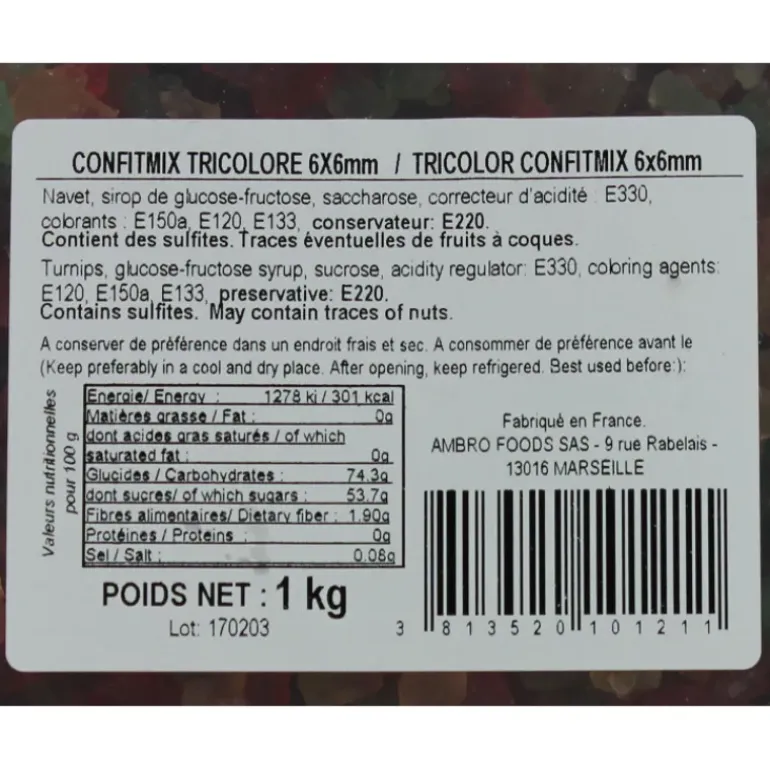 CONFITMIX TRICOLORE 6X6mm / TRICOLOR CONFITMIX 6x6mm
Navet, sirop de glucose-fructose, saccharose, correcteur d'acidité E330,
colorants : E150a, E120, E133, conservateur: E220.
Contient des sulfites. Traces éventuelles de fruits à coques.
Turnips, glucose-fructose syrup, sucrose, acidity regulator: E330, coloring agents:
E120, E150a, E133, preservative: E220.
Contains sulfites. May contain traces of nuts.
A conserver de préférence dans un endroit frais et sec. A consommer de préférence avant le
(Keep preferably in a cool and dry place. After opening, keep refrigered. Best used before:):
Valeurs nutritionnelles
pour 100 g
Energie/ Energy : 1278 kj / 301 kcal
Matières grasse / Fat : 0g
dont acides gras saturés / of which
saturated fat : 0g
Glucides / Carbohydrates : 74.3g
dont sucres/ of which sugars : 53.7g
Fibres alimentaires/ Dietary fiber : 1.90g
Protéines / Proteins : 0g
Sel / Salt : 0.08g
POIDS NET : 1 kg
Lot: 170203
Fabriqué en France.
AMBRO FOODS SAS - 9 rue Rabelais -
13016 MARSEILLE
3 813520 101211